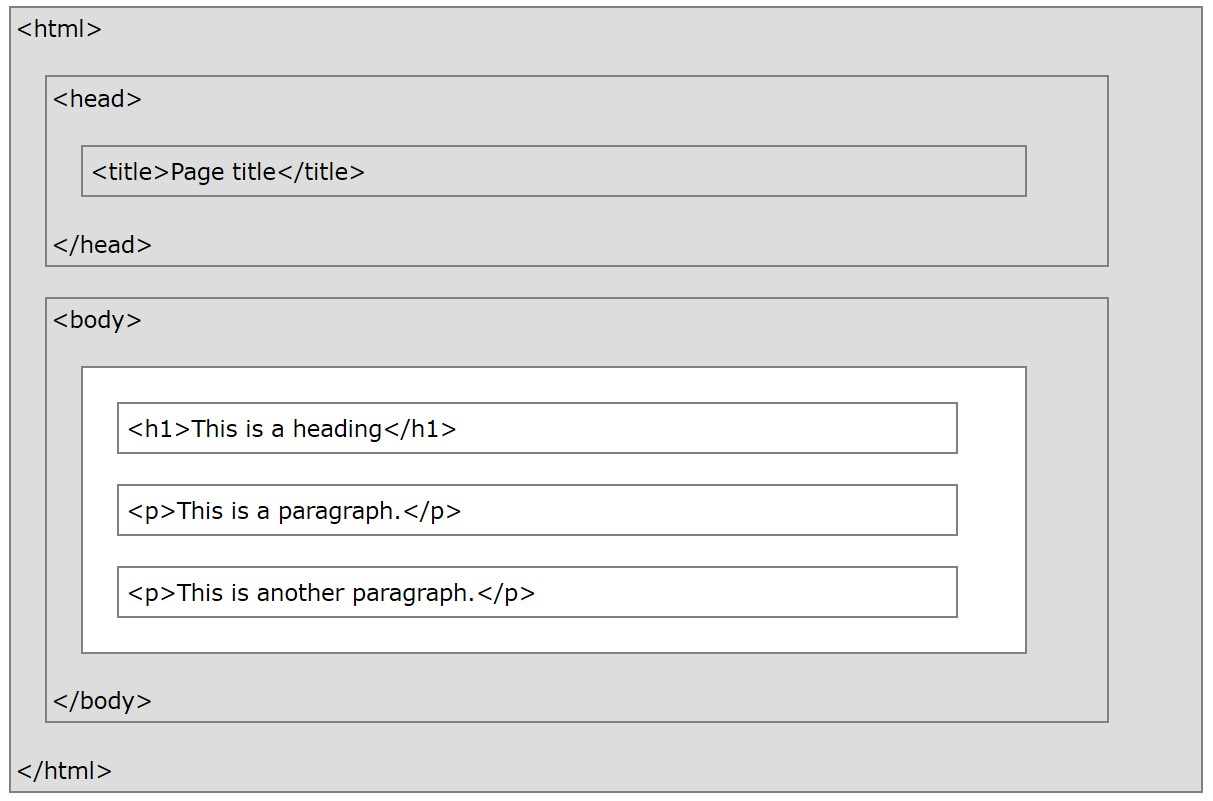 <html>
<head>
<title>Page title</title>
</head>
<body>
<h1>This is a heading</h1>
<p>This is a paragraph.</p>
<p>This is another paragraph.</p>
</body>
</html>